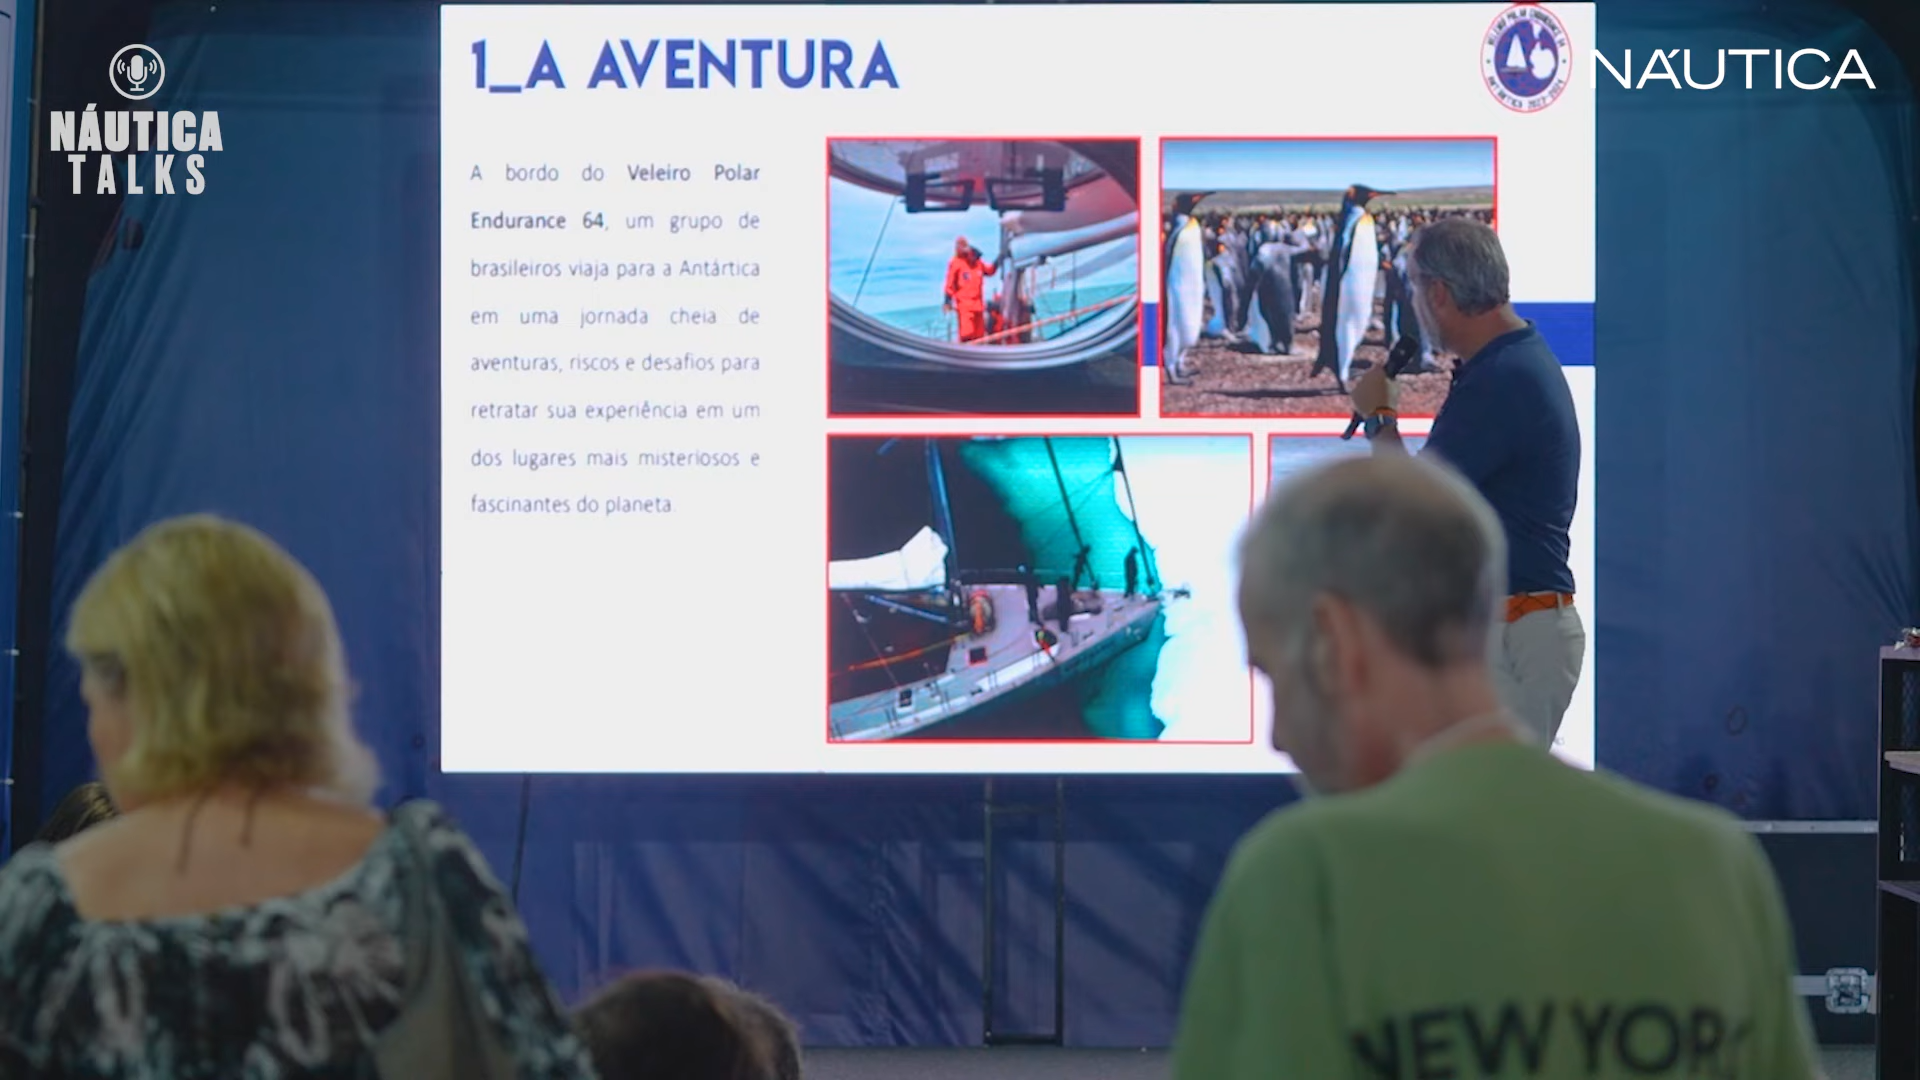 NÁUTICA
TALKS
1_A AVENTURA
NÁUTICA
A bordo do Veleiro Polar
Endurance 64, um grupo de
brasileiros viaja para a Antártica
em uma jornada cheia de
aventuras, riscos e desafios para
retratar sua experiência em um
dos lugares mais misteriosos e
fascinantes do planeta.
NEW YORK